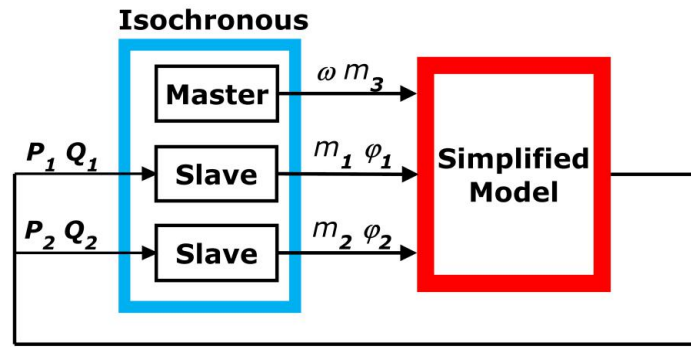 Isochronous
Master
ω m₃
P₁ Q₁
Slave
m₁ φ₁
Simplified
Model
P₂ Q₂
Slave
m₂ φ₂